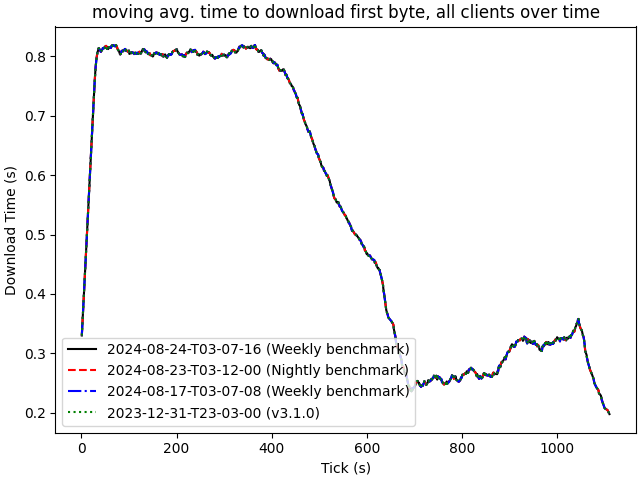 moving avg. time to download first byte, all clients over time
Download Time (s)
0.8
0.7
0.6
0.5
0.4
0.3
0.2
2024-08-24-T03-07-16 (Weekly benchmark)
2024-08-23-T03-12-00 (Nightly benchmark)
2024-08-17-T03-07-08 (Weekly benchmark)
2023-12-31-T23-03-00 (v3.1.0)
0
200
400
600
800
1000
Tick (s)